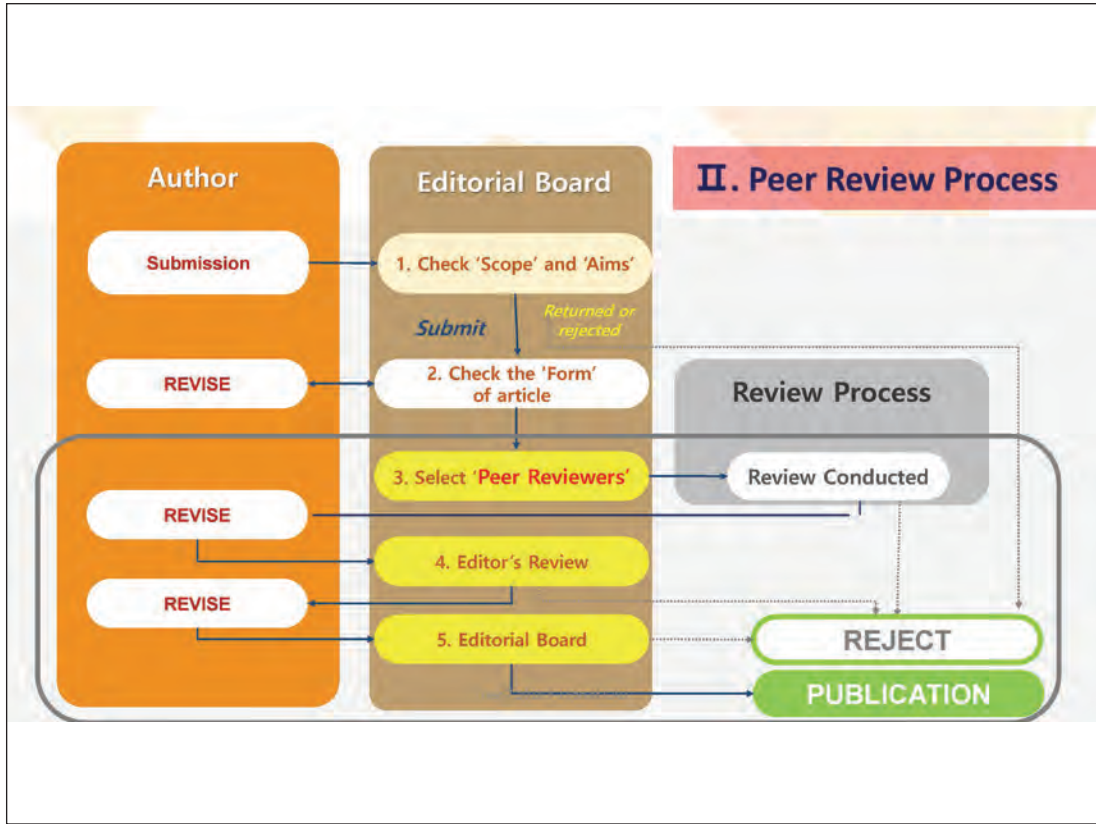 Author
Editorial Board
Ⅱ. Peer Review Process
Submission
1. Check 'Scope' and 'Aims'
Submit
Returned or
rejected
REVISE
2. Check the 'Form'
of article
Review Process
3. Select 'Peer Reviewers'
Review Conducted
REVISE
4. Editor's Review
REVISE
5. Editorial Board
REJECT
PUBLICATION